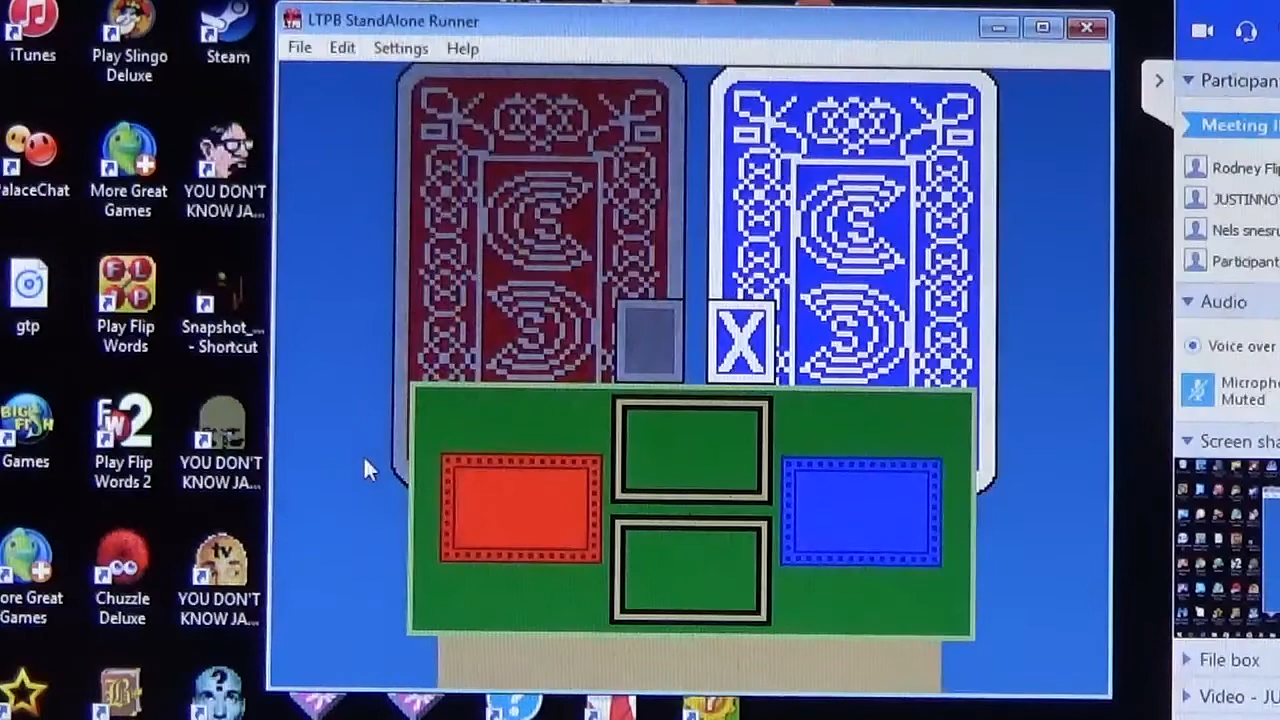 iTunes
Play Slingo
Deluxe
Steam
PalaceChat
More Great
Games
YOU DON'T
KNOW JA...
gtp
Play Flip
Words
Snapshot_...
- Shortcut
Games
Play Flip
Words 2
YOU DON'T
KNOW JA...
ore Great
Games
Chuzzle
Deluxe
YOU DON'T
KNOW JA...
LTPB StandAlone Runner
File Edit Settings Help
X
Participan
Meeting
Rodney Fli
JUSTINNO
Nels snesru
Participant
Audio
Voice over
Microph
Muted
Screen sha
File box
Video - JU